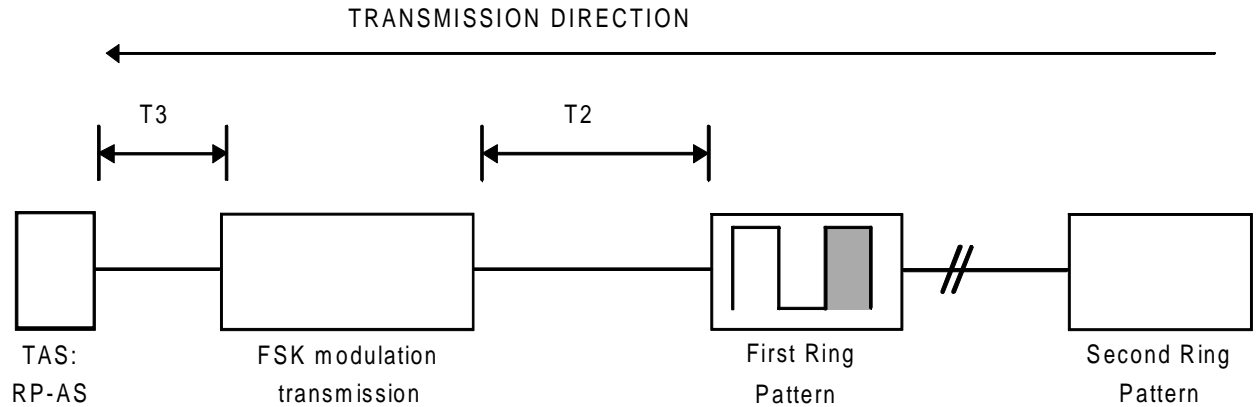 TRANSMISSION DIRECTION
T3
T2
TAS:
RP-AS
FSK modulation
transmission
First Ring
Pattern
Second Ring
Pattern